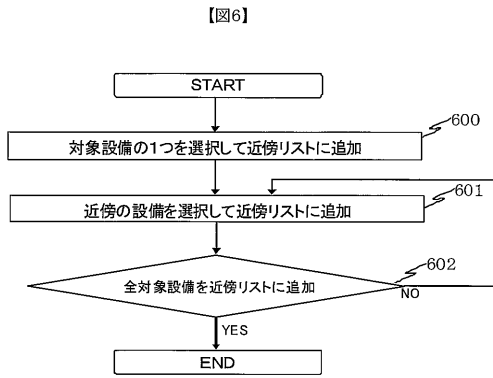 【図6】
START
600
対象設備の1つを選択して近傍リストに追加
601
近傍の設備を選択して近傍リストに追加
602
全対象設備を近傍リストに追加
NO
YES
END